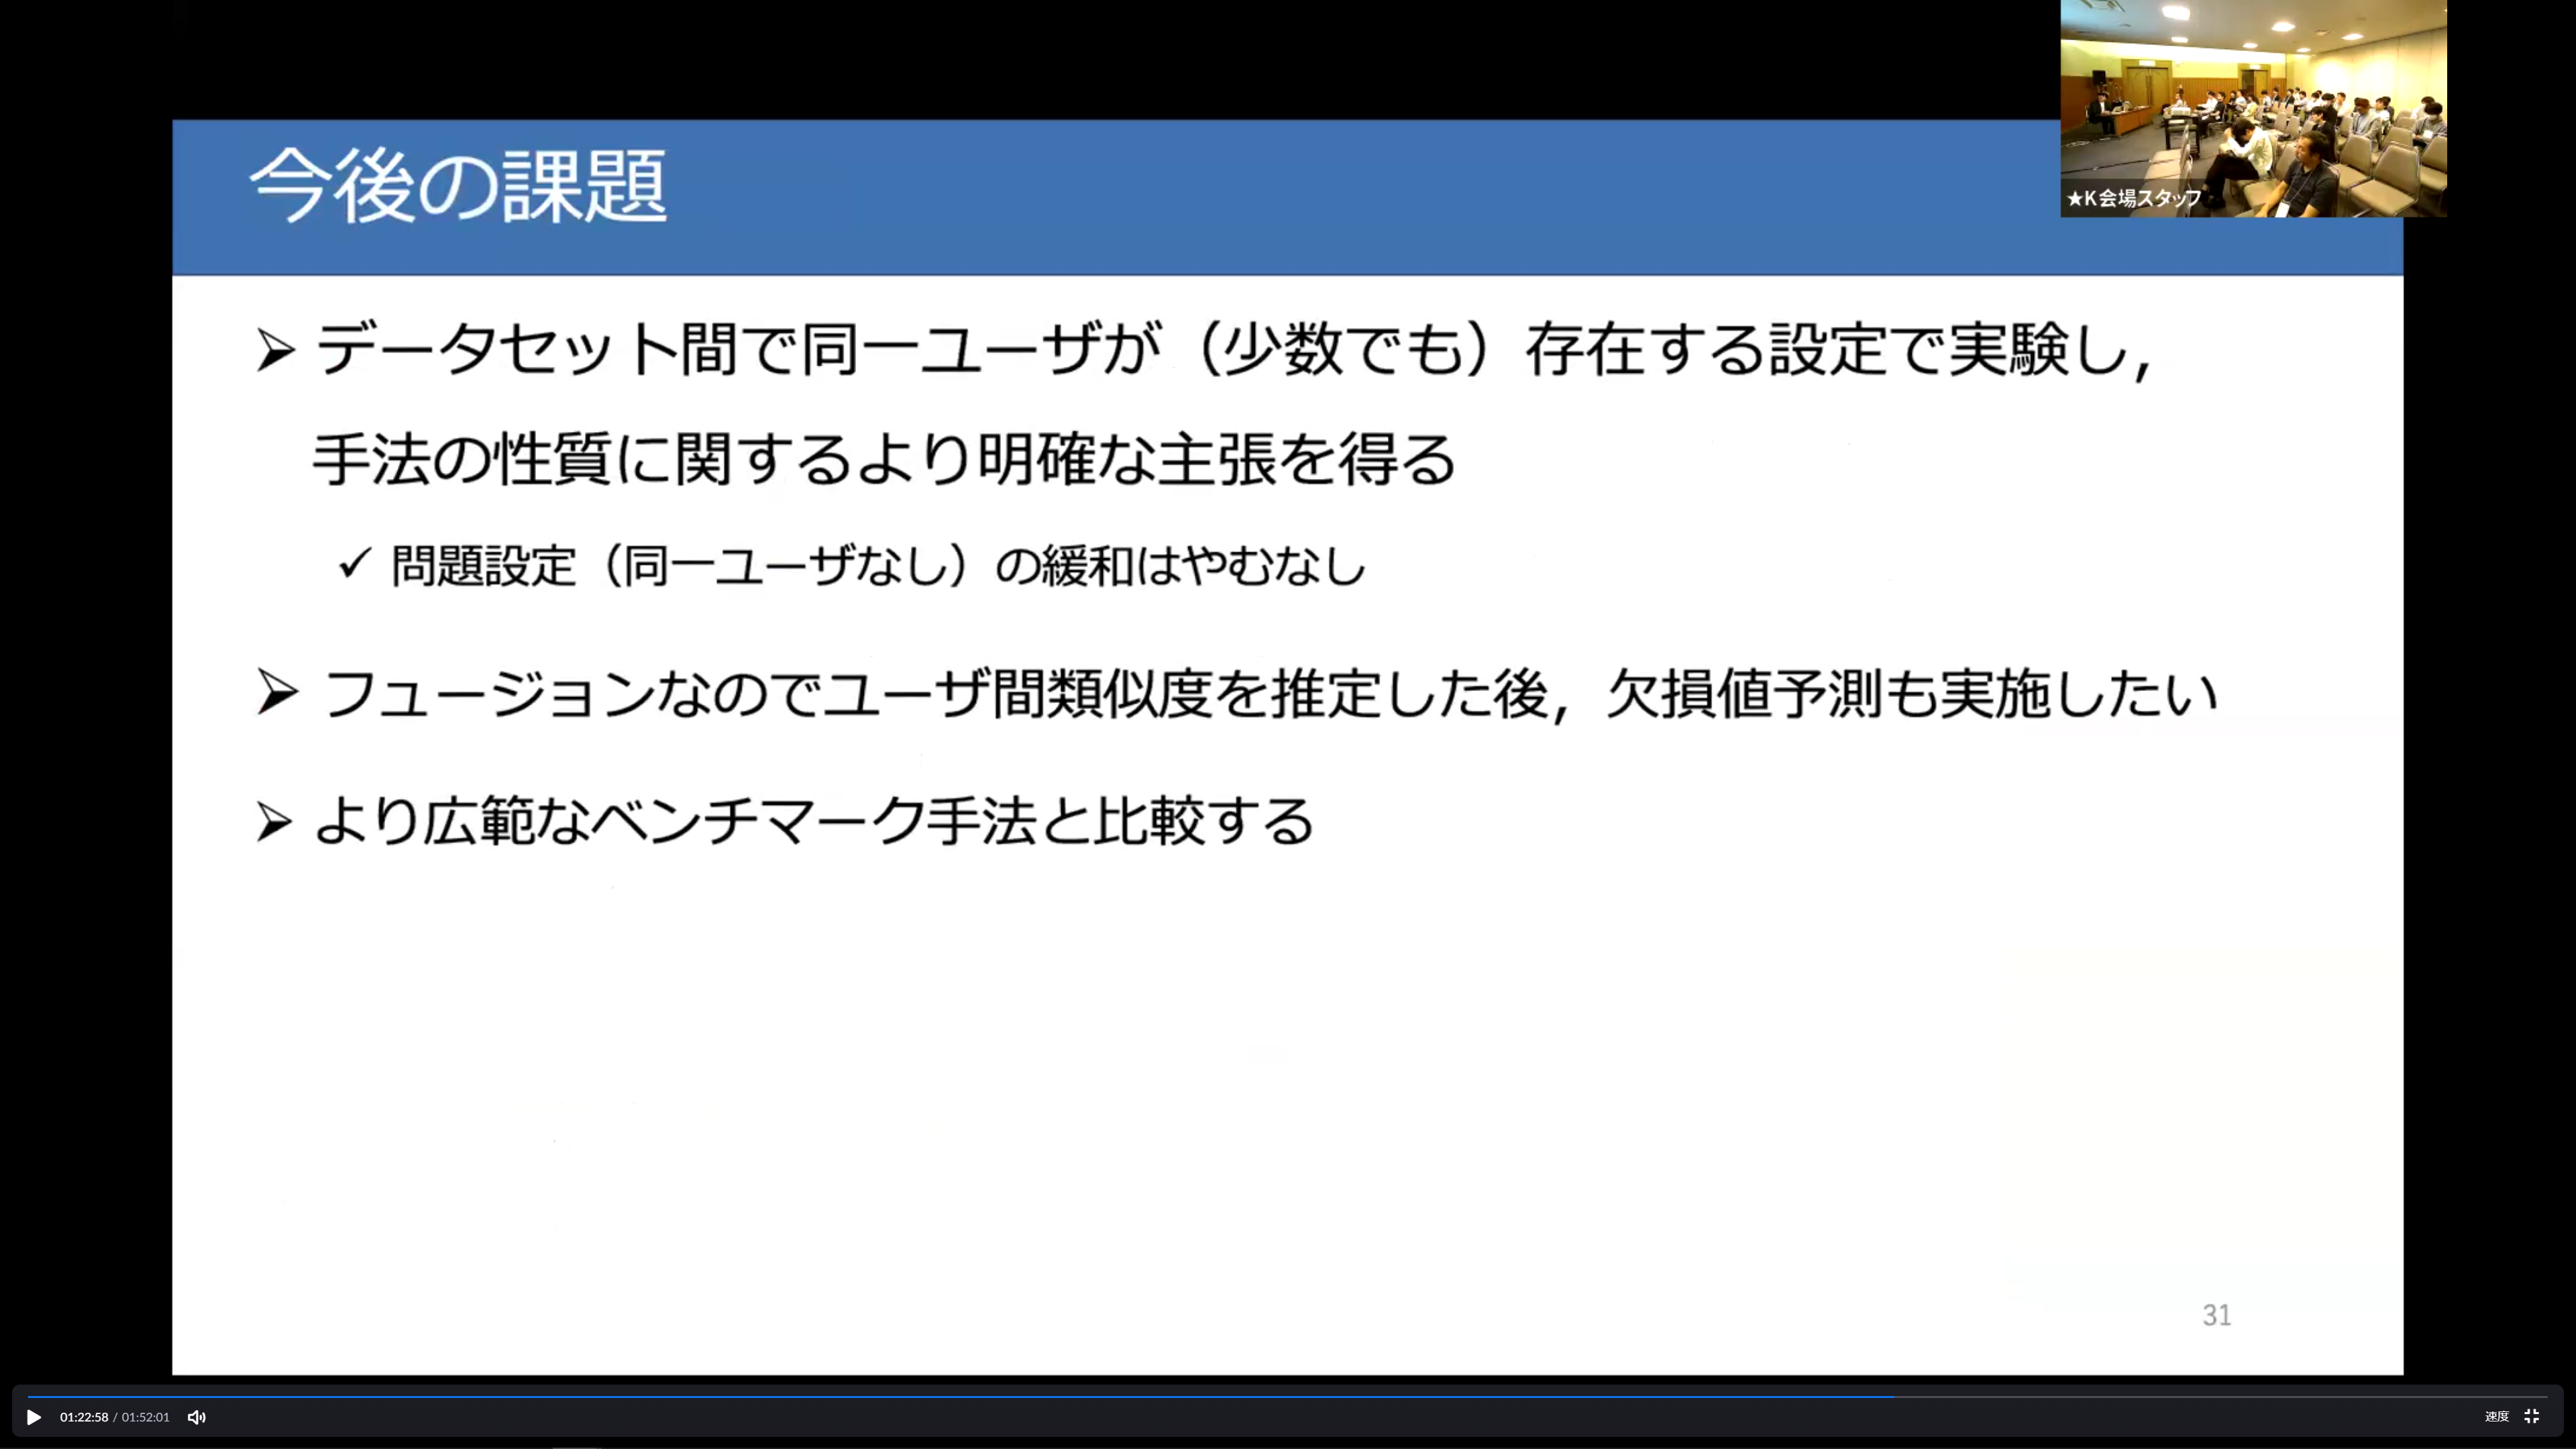 今後の課題
★K会場スタッフ
➢ データセット間で同一ユーザが（少数でも）存在する設定で実験し，
手法の性質に関するより明確な主張を得る
✓ 問題設定（同一ユーザなし）の緩和はやむなし
➢ フュージョンなのでユーザ間類似度を推定した後，欠損値予測も実施したい
➢ より広範なベンチマーク手法と比較する
31
01:22:58 / 01:52:01
速度